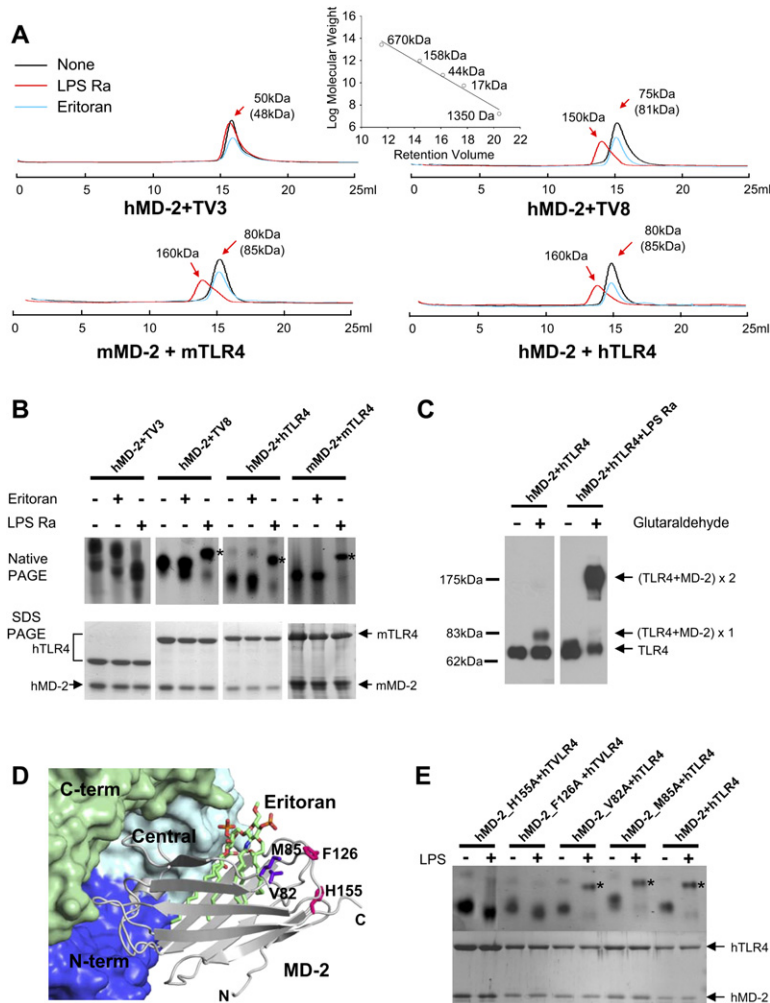 A
None
LPS Ra
Eritoran
50kDa
(48kDa)
0 5 10 15 20 25ml
hMD-2+TV3
Log Molecular Weight
16
14
12
10
8
6
670kDa
158kDa
44kDa
17kDa
1350 Da
10 12 14 16 18 20 22
Retention Volume
75kDa
(81kDa)
150kDa
0 5 10 15 20 25ml
hMD-2+TV8
80kDa
(85kDa)
160kDa
0 5 10 15 20 25ml
mMD-2 + mTLR4
80kDa
(85kDa)
160kDa
0 5 10 15 20 25ml
hMD-2 + hTLR4
B
hMD-2+TV3
hMD-2+TV8
hMD-2+hTLR4
mMD-2+mTLR4
Eritoran - + - - + - - + - - + -
LPS Ra - - + - - + - - + - - +
Native
PAGE
* * *
SDS
PAGE
hTLR4
mTLR4
hMD-2
mMD-2
C
hMD-2+hTLR4
hMD-2+hTLR4+LPS Ra
- + - + Glutaraldehyde
175kDa
(TLR4+MD-2) x 2
83kDa
(TLR4+MD-2) x 1
TLR4
62kDa
D
C-term
Central
Eritoran
M85
F126
V82
H155
C
N-term
MD-2
N
E
hMD-2_H155A+hTVLR4
hMD-2_F126A +hTVLR4
hMD-2_V82A+hTLR4
hMD-2_M85A+hTLR4
hMD-2+hTLR4
LPS - + - + - + - + - +
* * *
hTLR4
hMD-2